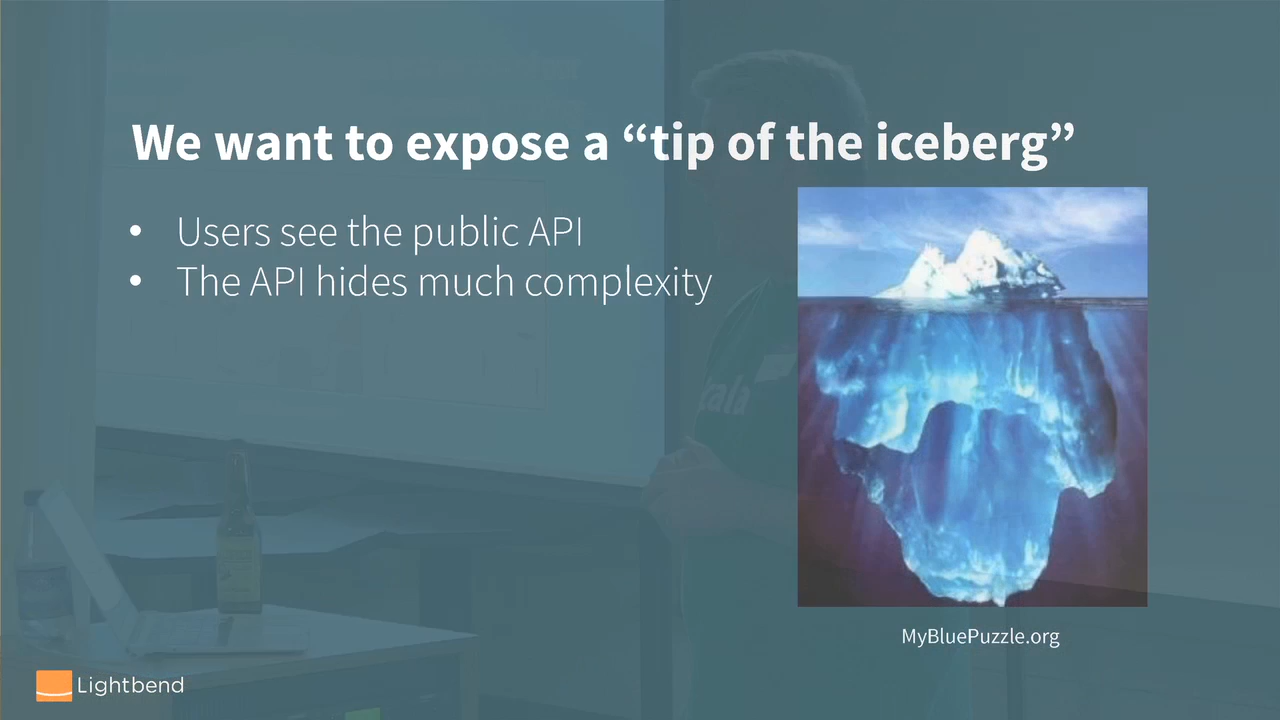 We want to expose a “tip of the iceberg”
• Users see the public API
• The API hides much complexity
cala
MyBluePuzzle.org
Lightbend